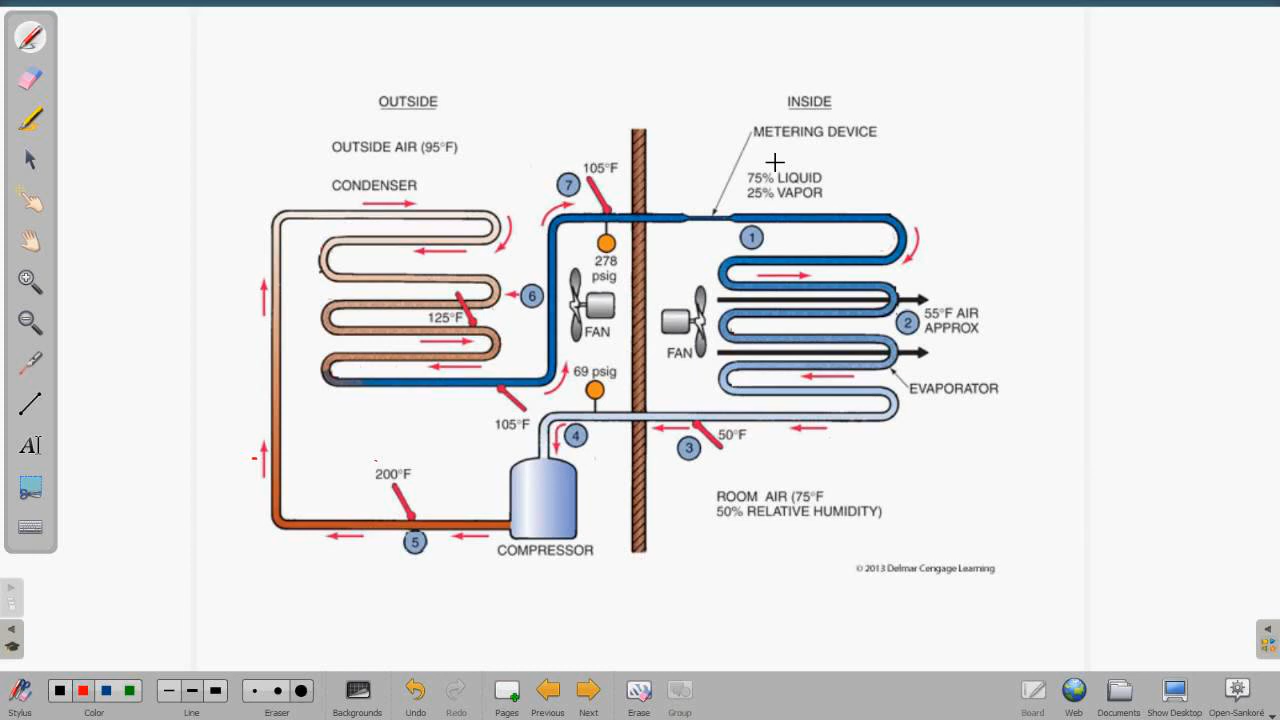 OUTSIDE
INSIDE
METERING DEVICE
OUTSIDE AIR (95°F)
CONDENSER
7
105°F
75% LIQUID
25% VAPOR
1
278
psig
6
125°F
FAN
FAN
2
55°F AIR
APPROX
69 psig
EVAPORATOR
105°F
4
3
50°F
200°F
ROOM AIR (75°F
50% RELATIVE HUMIDITY)
5
COMPRESSOR
© 2013 Delmar Cengage Learning
A
Stylus
Color
Line
Eraser
Backgrounds
Undo
Redo
Pages
Previous
Next
Erase
Group
Board
Web
Documents
Show Desktop
Open-Sankoré